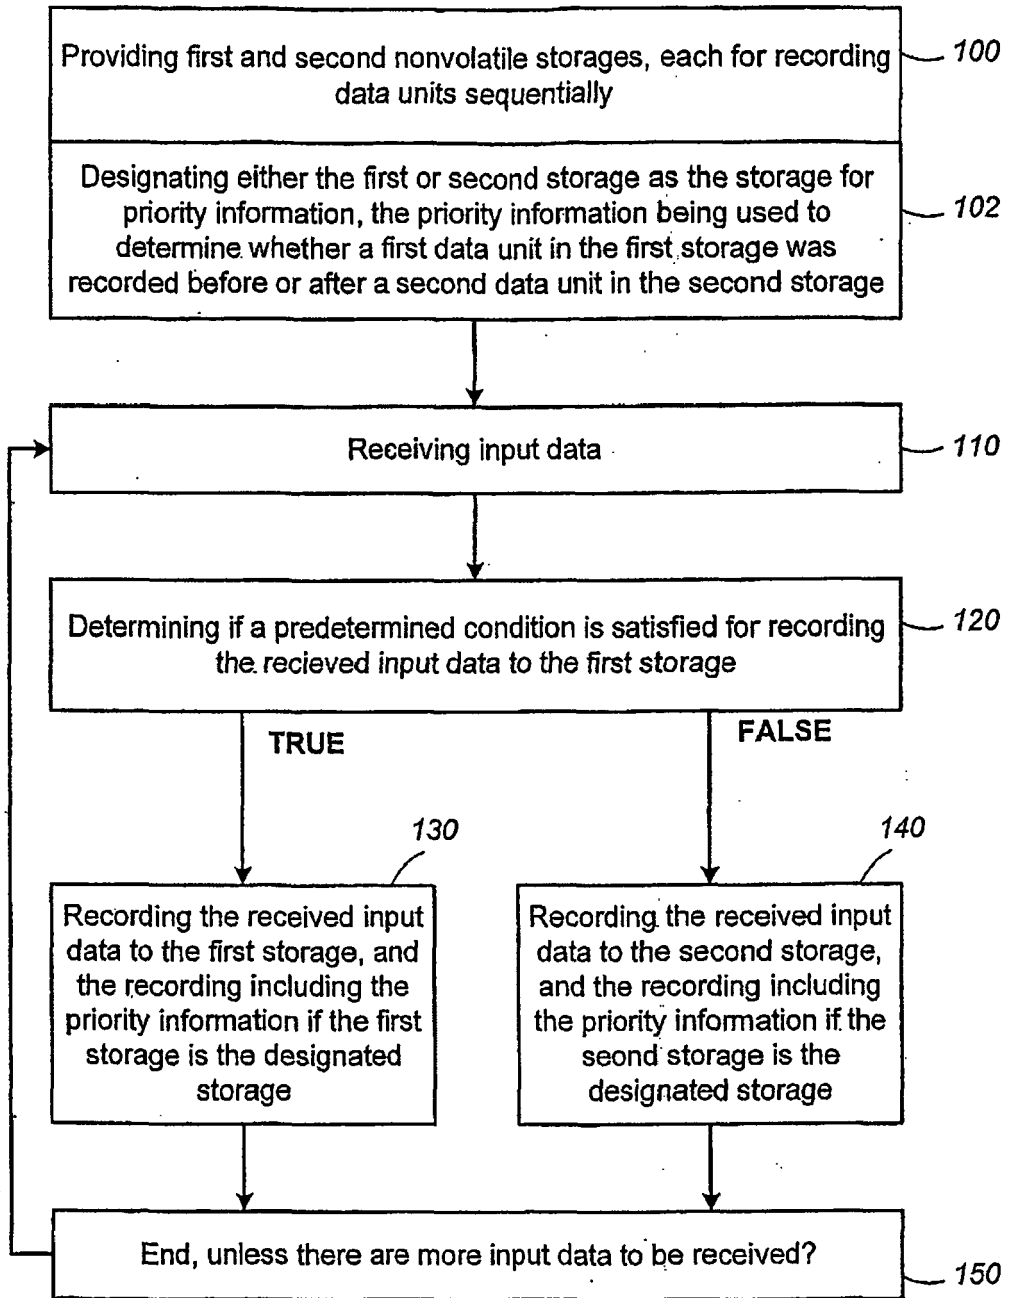 Providing first and second nonvolatile storages, each for recording
data units sequentially
100
Designating either the first or second storage as the storage for
priority information, the priority information being used to
determine whether a first data unit in the first storage was
recorded before or after a second data unit in the second storage
102
Receiving input data
110
Determining if a predetermined condition is satisfied for recording
the recieved input data to the first storage
120
TRUE
FALSE
130
140
Recording the received input
data to the first storage, and
the recording including the
priority information if the first
storage is the designated
storage
Recording the received input
data to the second storage,
and the recording including
the priority information if the
seond storage is the
designated storage
End, unless there are more input data to be received?
150